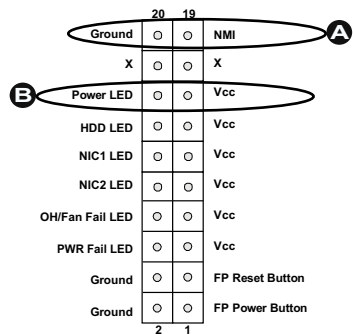 20 19
Ground NMI A
X X
B Power LED Vcc
HDD LED Vcc
NIC1 LED Vcc
NIC2 LED Vcc
OH/Fan Fail LED Vcc
PWR Fail LED Vcc
Ground FP Reset Button
Ground FP Power Button
2 1